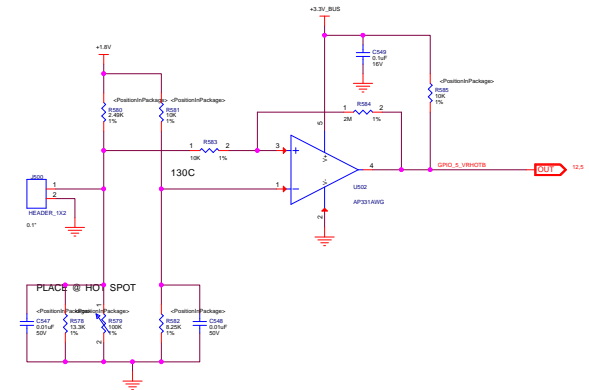 +3.3V_BUS
+1.8V
C549
0.1uF
16V
<PositionInPackage>
R585
10K
1%
<PositionInPackage>
<PositionInPackage>
R580
2.49K
1%
R581
10K
1%
1 R584 2
2M 1%
5
V+
1 R583 2
10K 1%
3
+
130C
4
GPIO_5_VRHOTB
OUT
12,5
1
−
V-
2
U502
AP331AWG
J500
1
2
HEADER_1X2
0.1"
PLACE @ HOT SPOT
<PositionInPackage>
<PositionInPackage>
<PositionInPackage>
C547
0.01uF
50V
R578
13.3K
1%
1
R579
100K
1%
2
R582
8.25K
1%
C548
0.01uF
50V